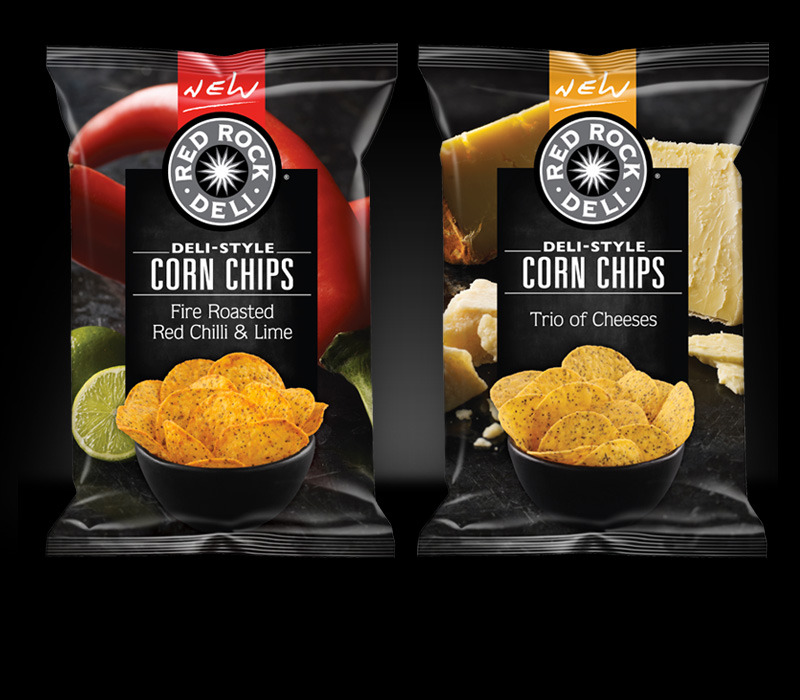 NEW
RED ROCK
DELI
®
DELI-STYLE
CORN CHIPS
Fire Roasted
Red Chilli & Lime
NEW
RED ROCK
DELI
®
DELI-STYLE
CORN CHIPS
Trio of Cheeses